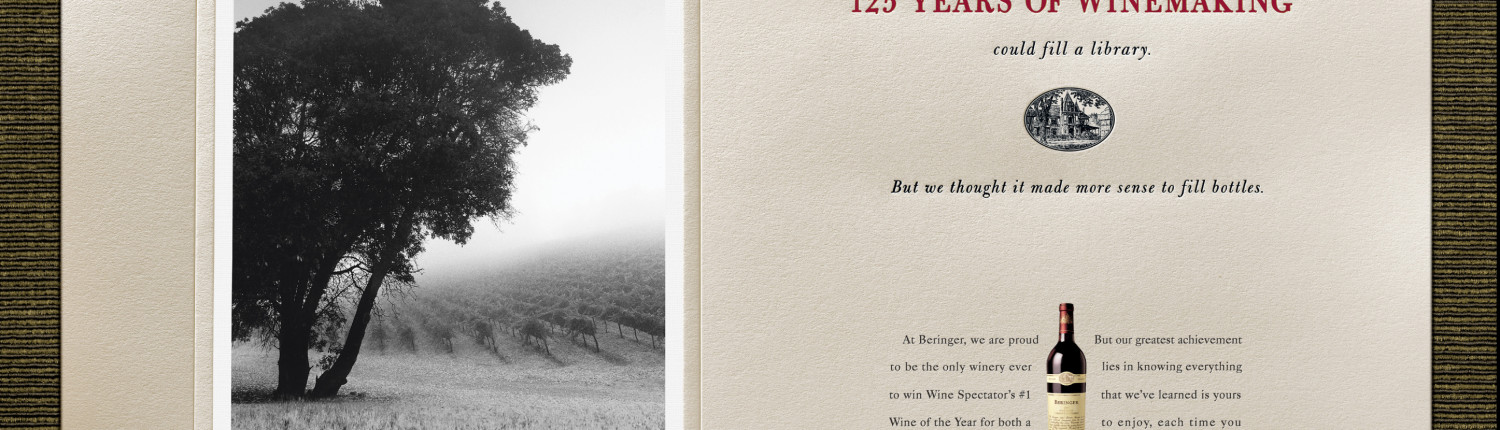 125 YEARS OF WINEMAKING
could fill a library.
But we thought it made more sense to fill bottles.
At Beringer, we are proud
to be the only winery ever
to win Wine Spectator's #1
Wine of the Year for both a
But our greatest achievement
lies in knowing everything
that we've learned is yours
to enjoy, each time you
BERINGER